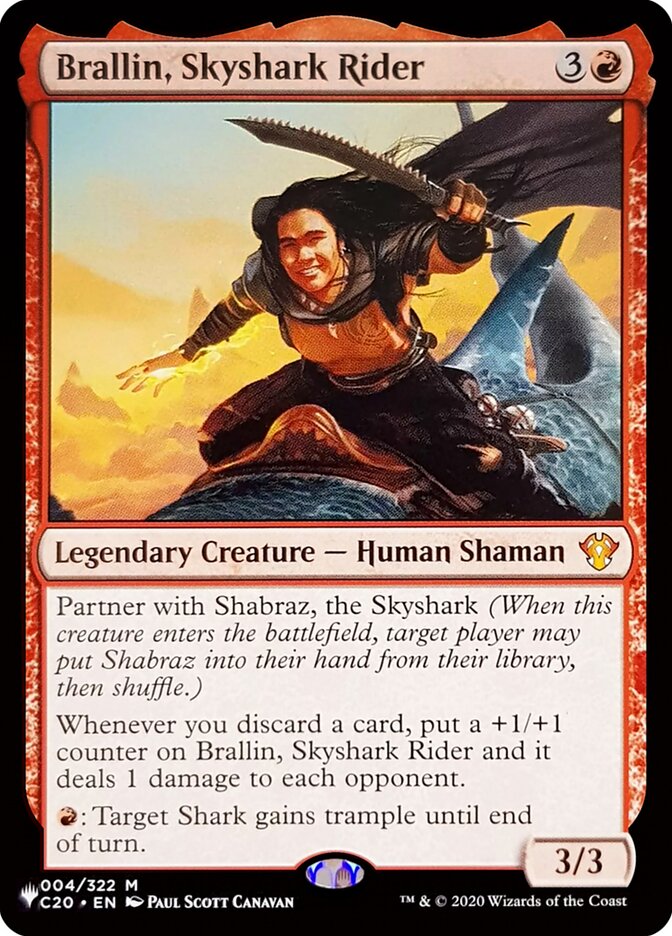 Brallin, Skyshark Rider 3
Legendary Creature — Human Shaman
Partner with Shabraz, the Skyshark (When this
creature enters the battlefield, target player may
put Shabraz into their hand from their library,
then shuffle.)
Whenever you discard a card, put a +1/+1
counter on Brallin, Skyshark Rider and it
deals 1 damage to each opponent.
: Target Shark gains trample until end
of turn.
3/3
004/322 M
C20 • EN Paul Scott Canavan
™ & © 2020 Wizards of the Coast